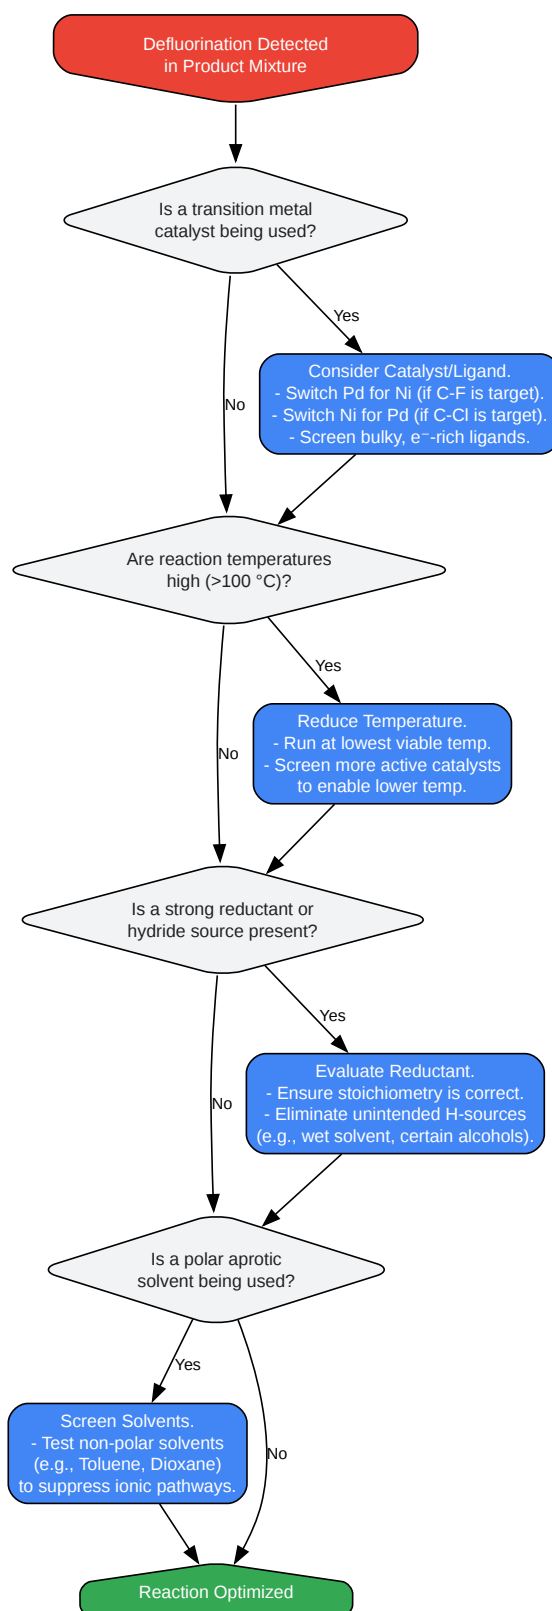 Defluorination Detected
in Product Mixture
Is a transition metal
catalyst being used?
Yes
Consider Catalyst/Ligand.
- Switch Pd for Ni (if C-F is target).
- Switch Ni for Pd (if C-Cl is target).
- Screen bulky, e⁻-rich ligands.
No
Are reaction temperatures
high (>100 °C)?
Yes
Reduce Temperature.
- Run at lowest viable temp.
- Screen more active catalysts
to enable lower temp.
No
Is a strong reductant or
hydride source present?
Yes
Evaluate Reductant.
- Ensure stoichiometry is correct.
- Eliminate unintended H-sources
(e.g., wet solvent, certain alcohols).
No
Is a polar aprotic
solvent being used?
Yes
Screen Solvents.
- Test non-polar solvents
(e.g., Toluene, Dioxane)
to suppress ionic pathways.
No
Reaction Optimized